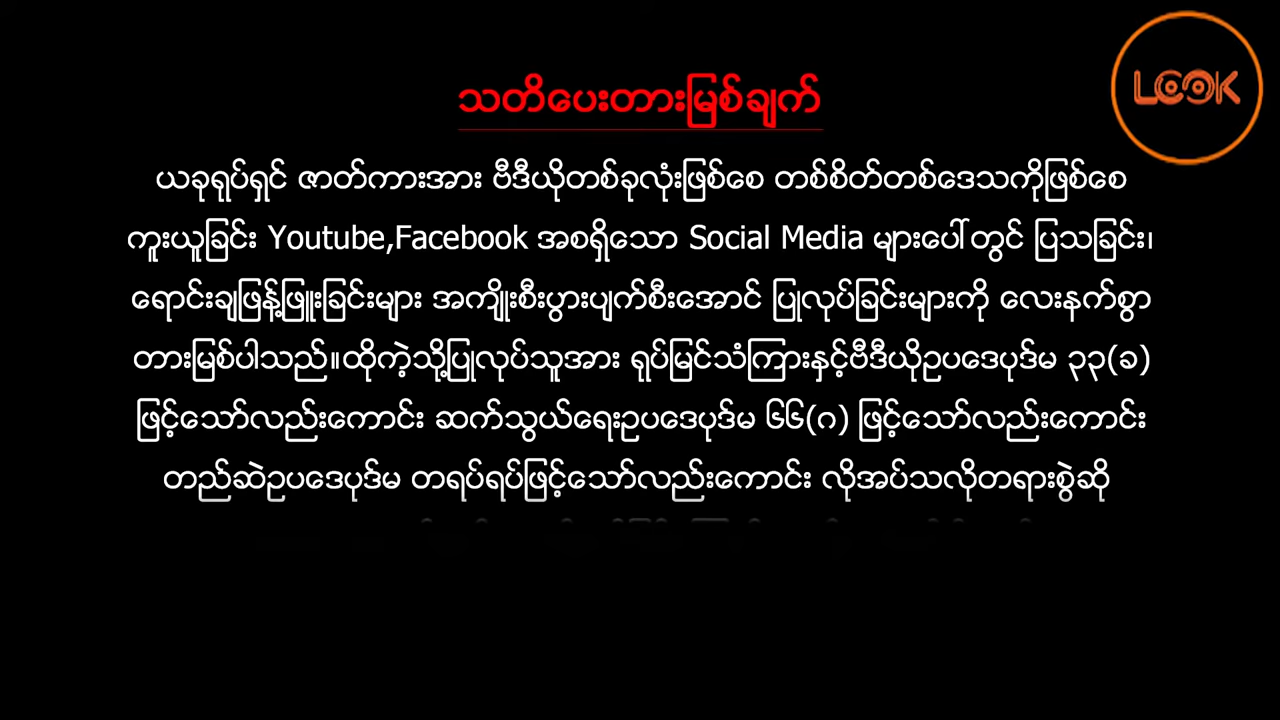 LOOK
သတိပေးတားမြစ်ချက်
ယခုရုပ်ရှင် ဇာတ်ကားအား ဗီဒီယိုတစ်ခုလုံးဖြစ်စေ တစ်စိတ်တစ်ဒေသကိုဖြစ်စေ
ကူးယူခြင်း Youtube,Facebook အစရှိသော Social Media များပေါ်တွင် ပြသခြင်း၊
ရောင်းချဖြန့်ဖြူးခြင်းများ အကျိုးစီးပွားပျက်စီးအောင် ပြုလုပ်ခြင်းများကို လေးနက်စွာ
တားမြစ်ပါသည်။ထိုကဲ့သို့ပြုလုပ်သူအား ရုပ်မြင်သံကြားနှင့်ဗီဒီယိုဥပဒေပုဒ်မ ၃၃(ခ)
ဖြင့်သော်လည်းကောင်း ဆက်သွယ်ရေးဥပဒေပုဒ်မ ၆၆(ဂ) ဖြင့်သော်လည်းကောင်း
တည်ဆဲဥပဒေပုဒ်မ တရပ်ရပ်ဖြင့်သော်လည်းကောင်း လိုအပ်သလိုတရားစွဲဆို